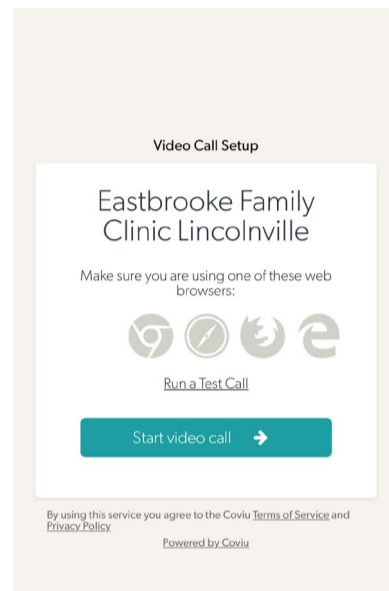 Video Call Setup
Eastbrooke Family
Clinic Lincolnville
Make sure you are using one of these web
browsers:
Run a Test Call
Start video call
By using this service you agree to the Coviu Terms of Service and
Privacy Policy
Powered by Coviu